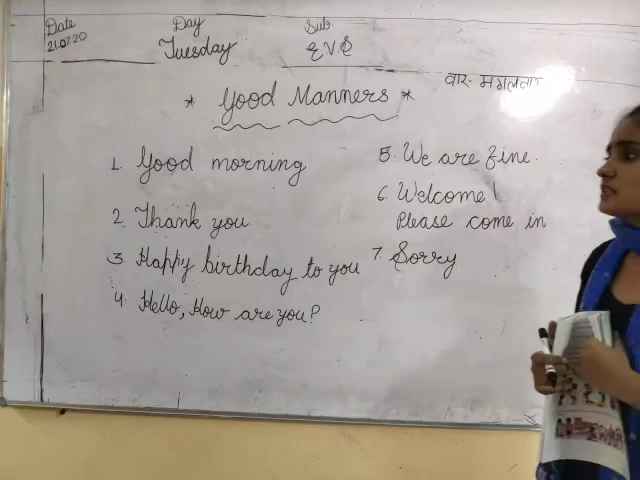 Date Day Sub
21.07.20 Tuesday E.V.S
वार- मंगलवार
* Good Manners *
1. Good morning
2. Thank you
3. Happy birthday to you
4. Hello, How are you?
5. We are fine.
6. Welcome!
Please come in
7. Sorry